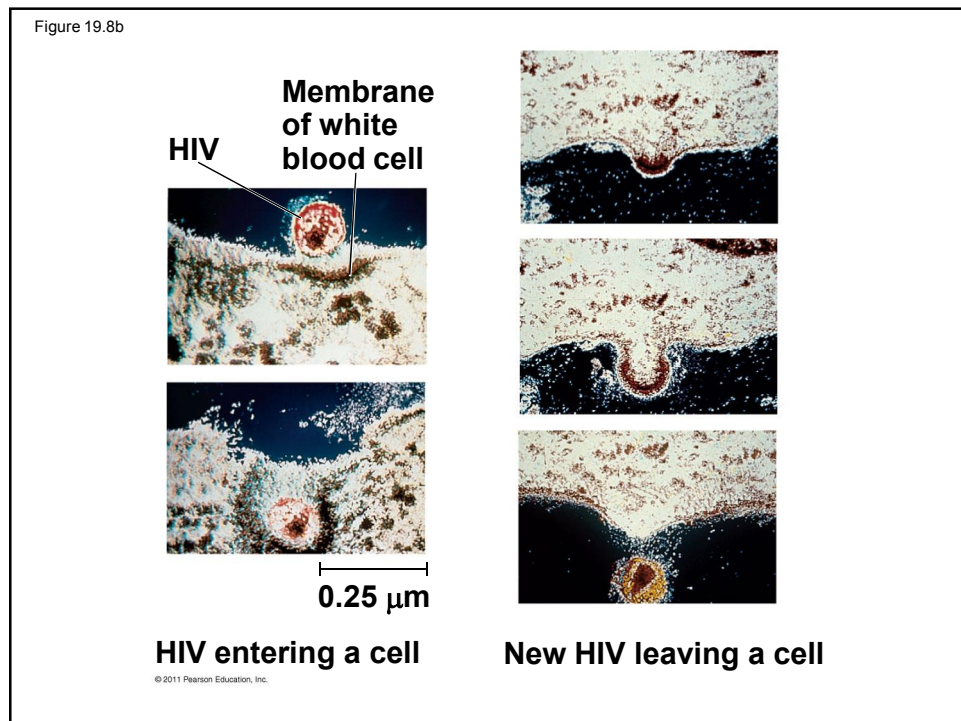 Figure 19.8b
Membrane
of white
blood cell
HIV
0.25 μm
HIV entering a cell
New HIV leaving a cell
© 2011 Pearson Education, Inc.